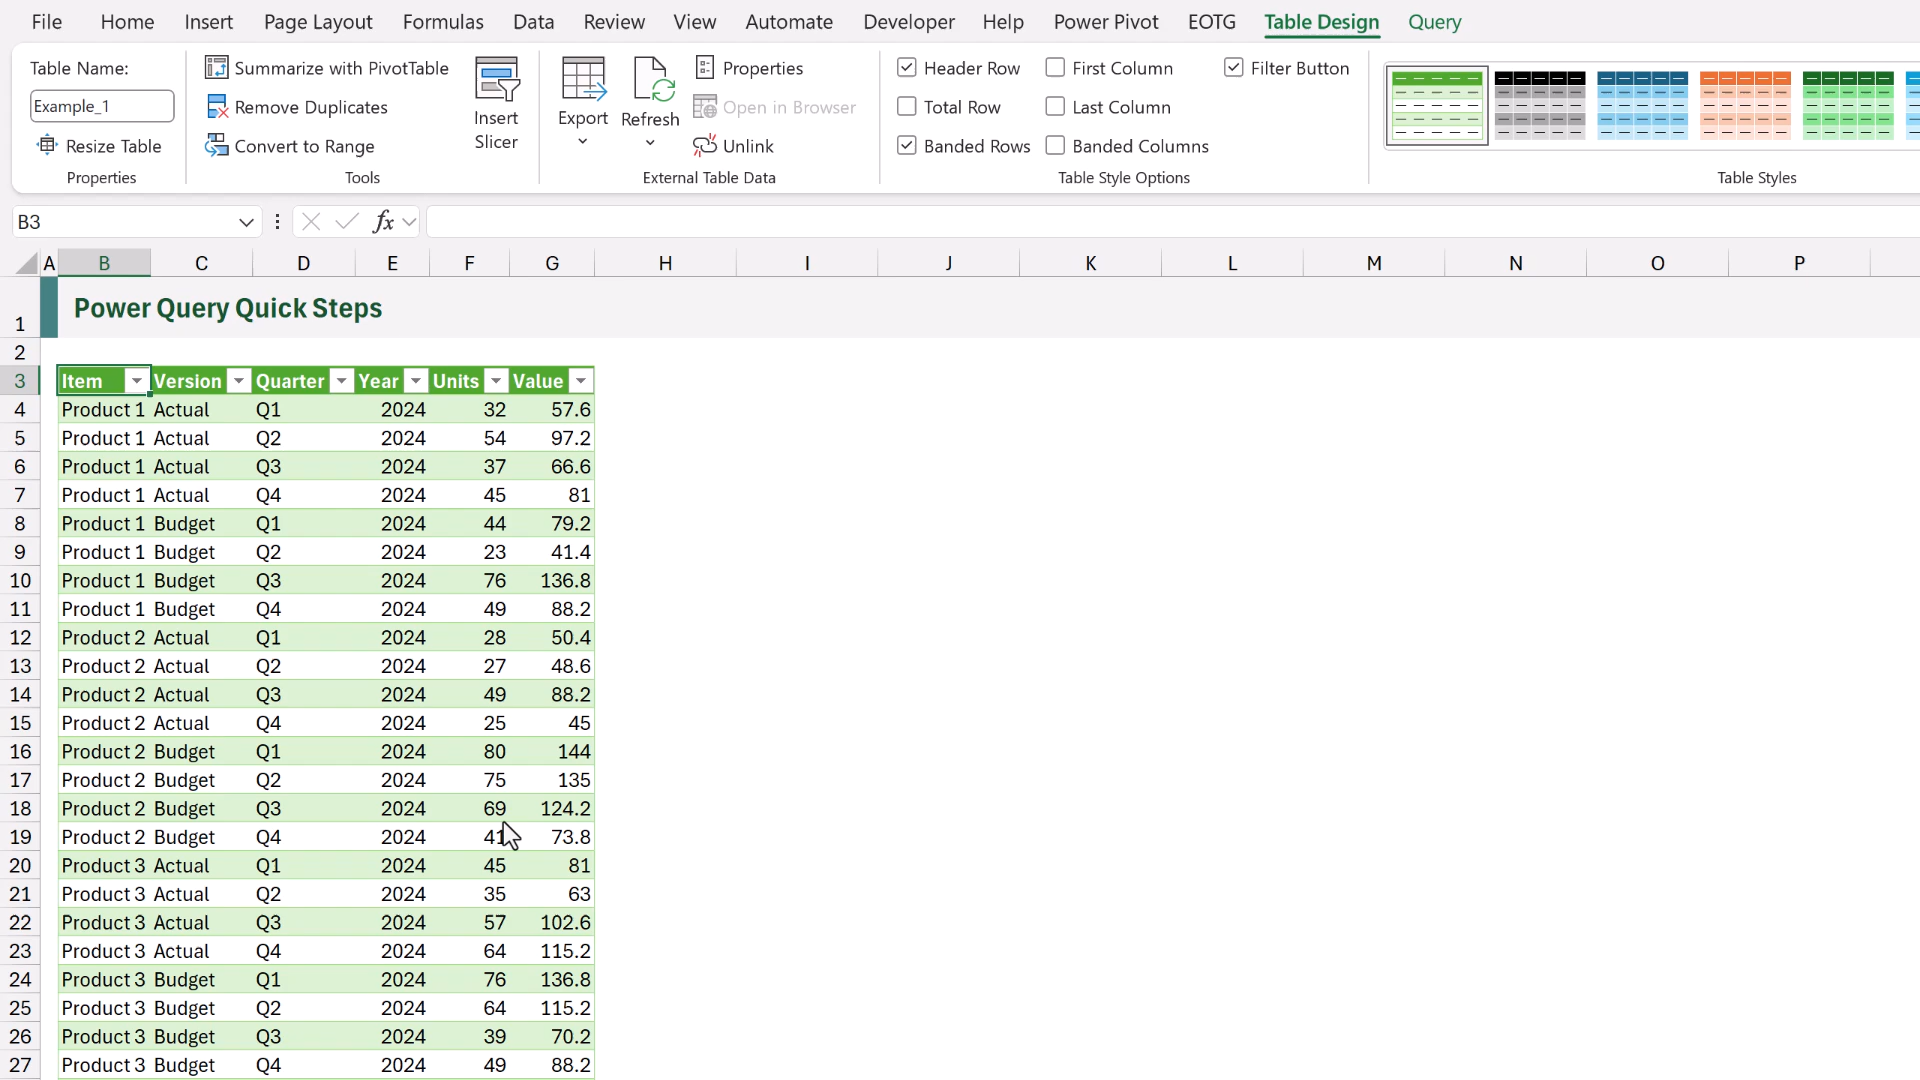 File Home Insert Page Layout Formulas Data Review View Automate Developer Help Power Pivot EOTG Table Design Query
Table Name:
Example_1
Resize Table
Properties
Summarize with PivotTable
Remove Duplicates
Convert to Range
Insert
Slicer
Tools
Export
Refresh
Properties
Open in Browser
Unlink
External Table Data
Header Row First Column Filter Button
Total Row Last Column
Banded Rows Banded Columns
Table Style Options
Table Styles
B3 fx
A B C D E F G H I J K L M N O P
1 Power Query Quick Steps
2
3 Item Version Quarter Year Units Value
4 Product 1 Actual Q1 2024 32 57.6
5 Product 1 Actual Q2 2024 54 97.2
6 Product 1 Actual Q3 2024 37 66.6
7 Product 1 Actual Q4 2024 45 81
8 Product 1 Budget Q1 2024 44 79.2
9 Product 1 Budget Q2 2024 23 41.4
10 Product 1 Budget Q3 2024 76 136.8
11 Product 1 Budget Q4 2024 49 88.2
12 Product 2 Actual Q1 2024 28 50.4
13 Product 2 Actual Q2 2024 27 48.6
14 Product 2 Actual Q3 2024 49 88.2
15 Product 2 Actual Q4 2024 25 45
16 Product 2 Budget Q1 2024 80 144
17 Product 2 Budget Q2 2024 75 135
18 Product 2 Budget Q3 2024 69 124.2
19 Product 2 Budget Q4 2024 41 73.8
20 Product 3 Actual Q1 2024 45 81
21 Product 3 Actual Q2 2024 35 63
22 Product 3 Actual Q3 2024 57 102.6
23 Product 3 Actual Q4 2024 64 115.2
24 Product 3 Budget Q1 2024 76 136.8
25 Product 3 Budget Q2 2024 64 115.2
26 Product 3 Budget Q3 2024 39 70.2
27 Product 3 Budget Q4 2024 49 88.2